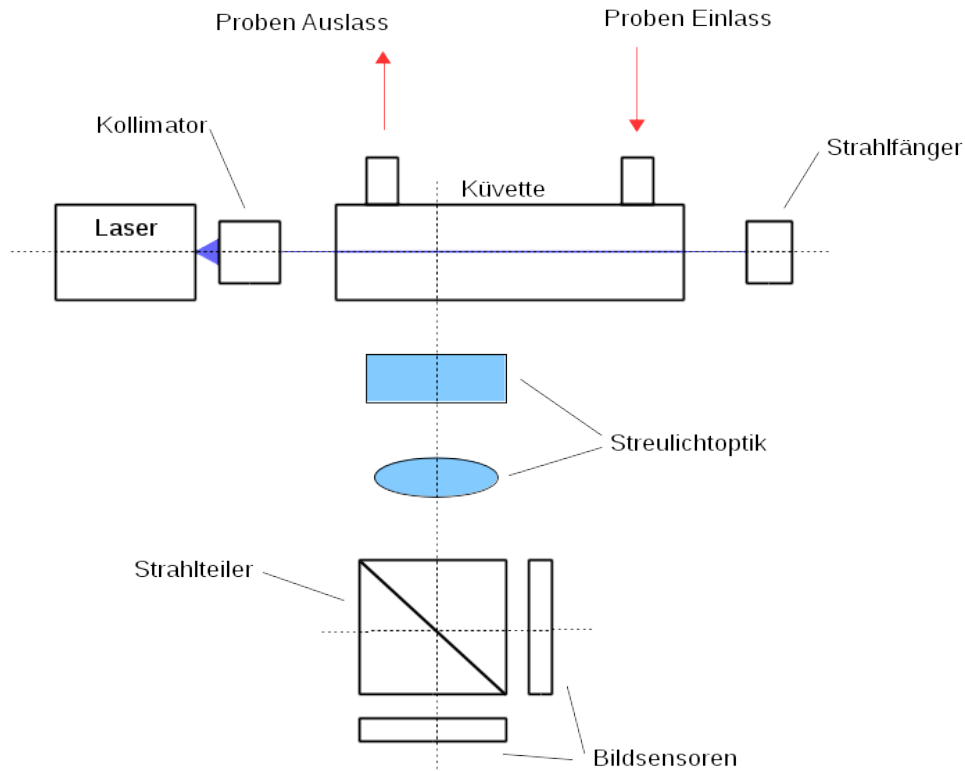 Proben Auslass
Proben Einlass
Kollimator
Strahlfänger
Küvette
Laser
Streulichtoptik
Strahlteiler
Bildsensoren